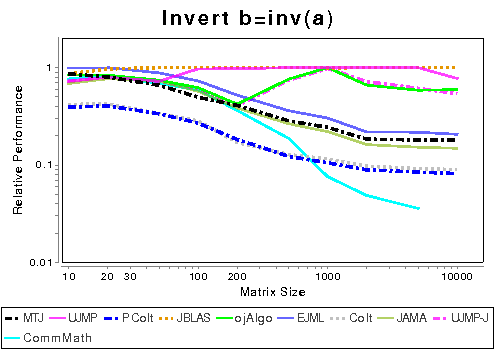 Invert b=inv(a)
Relative Performance
1
0.1
0.01
10 20 30 100 200 1000 10000
Matrix Size
MTJ UJMP P Colt JBLAS ojAlgo EJML Colt JAMA UJMP-J
CommMath